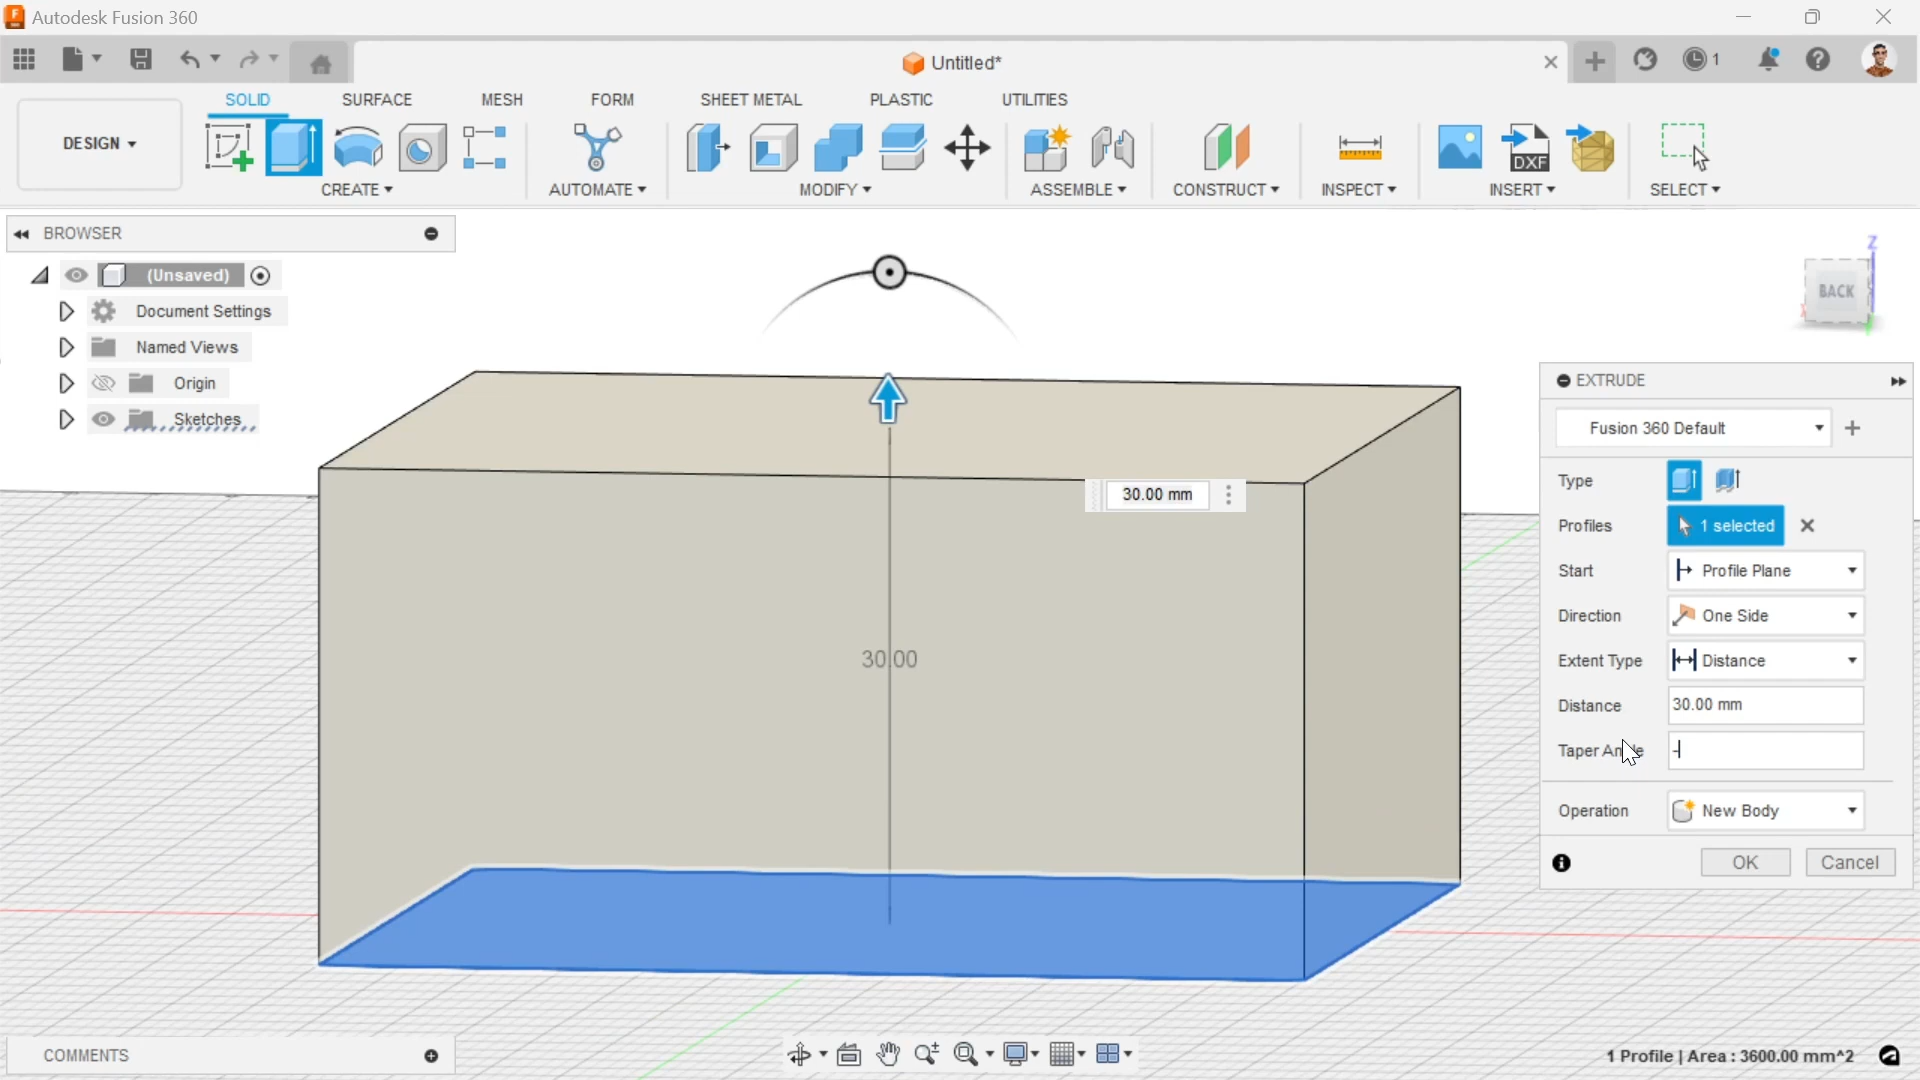 Autodesk Fusion 360
Untitled*
1
SOLID
SURFACE
MESH
FORM
SHEET METAL
PLASTIC
UTILITIES
DESIGN
DXF
CREATE
AUTOMATE
MODIFY
ASSEMBLE
CONSTRUCT
INSPECT
INSERT
SELECT
BROWSER
(Unsaved)
Document Settings
Named Views
Origin
Sketches
Z
BACK
X
30.00 mm
30.00
EXTRUDE
Fusion 360 Default
Type
Profiles
1 selected
Start
Profile Plane
Direction
One Side
Extent Type
Distance
Distance
30.00 mm
Taper Angle
-
Operation
New Body
OK
Cancel
COMMENTS
1 Profile | Area : 3600.00 mm^2